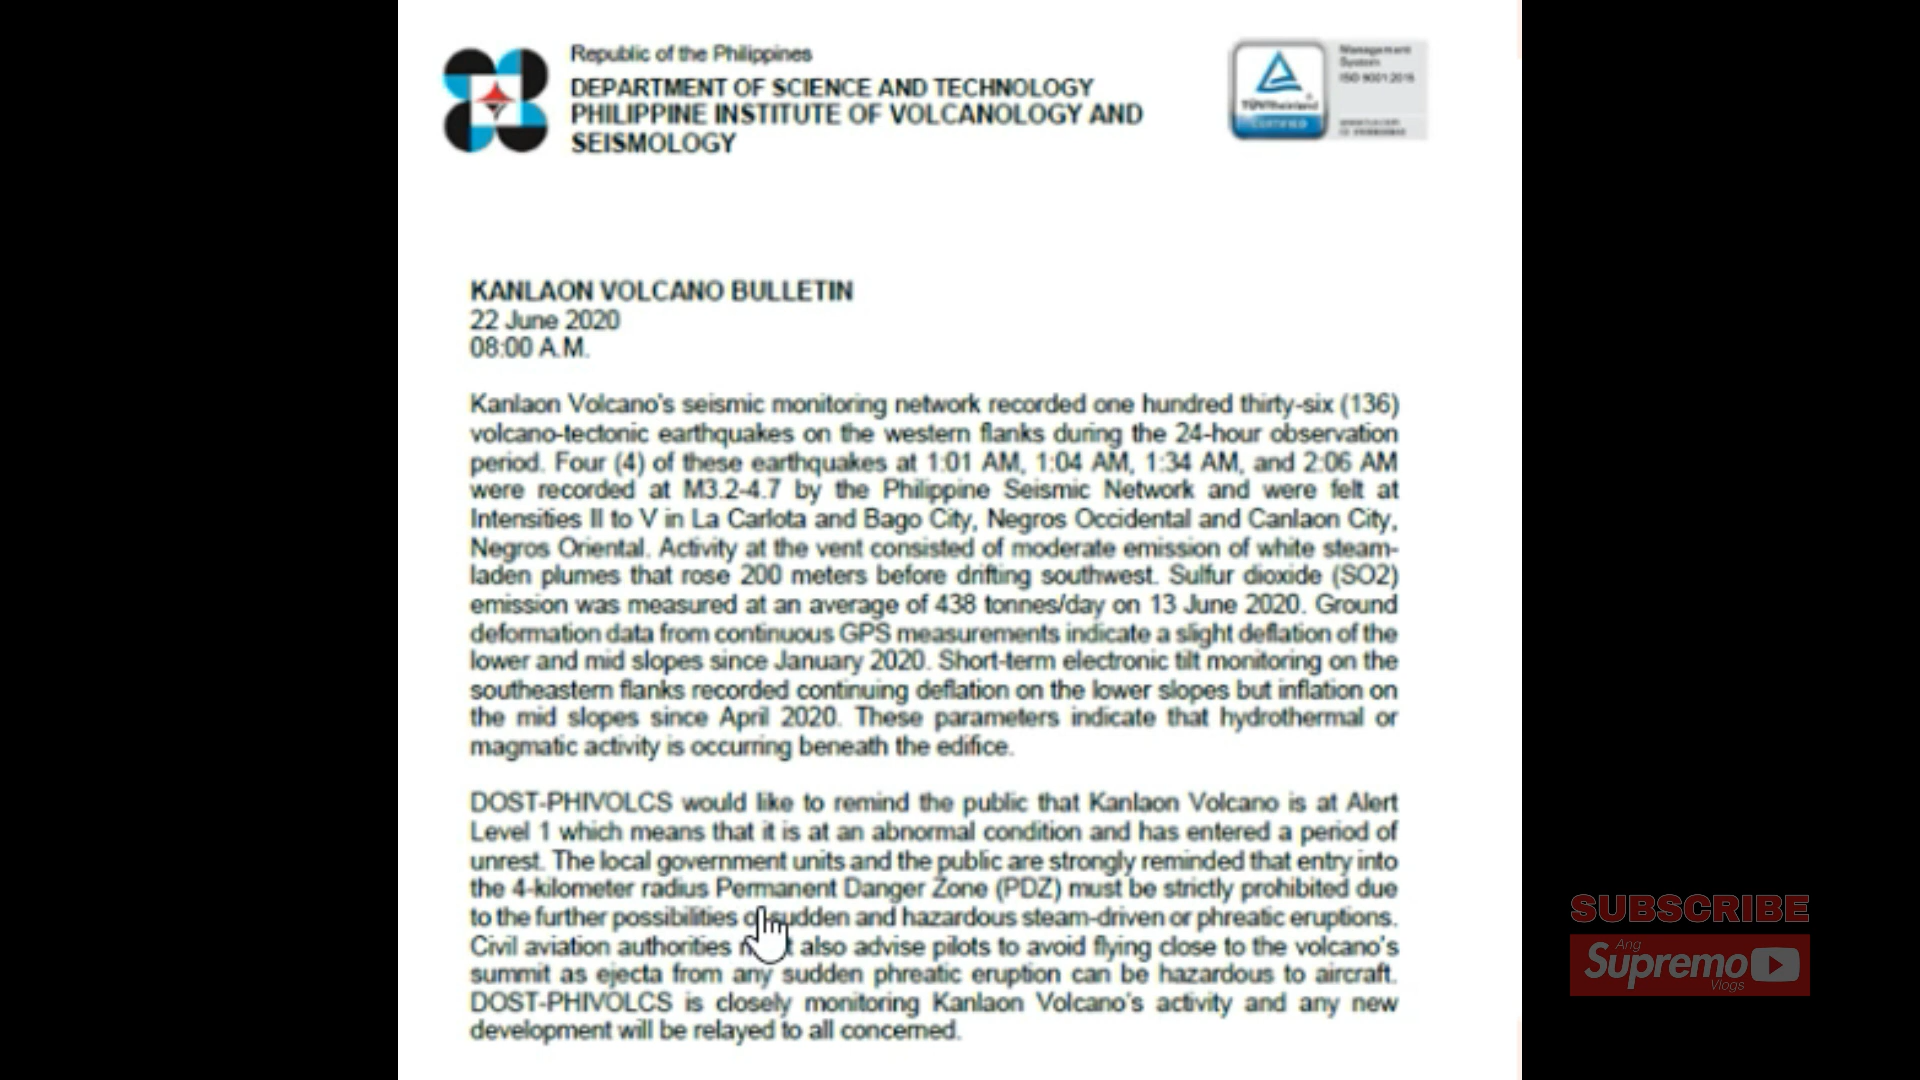 Republic of the Philippines
DEPARTMENT OF SCIENCE AND TECHNOLOGY
PHILIPPINE INSTITUTE OF VOLCANOLOGY AND
SEISMOLOGY
Management
System
ISO 9001:2015
TÜVRheinland
CERTIFIED
KANLAON VOLCANO BULLETIN
22 June 2020
08:00 A.M.
Kanlaon Volcano's seismic monitoring network recorded one hundred thirty-six (136)
volcano-tectonic earthquakes on the western flanks during the 24-hour observation
period. Four (4) of these earthquakes at 1:01 AM, 1:04 AM, 1:34 AM, and 2:06 AM
were recorded at M3.2-4.7 by the Philippine Seismic Network and were felt at
Intensities II to V in La Carlota and Bago City, Negros Occidental and Canlaon City,
Negros Oriental. Activity at the vent consisted of moderate emission of white steam-
laden plumes that rose 200 meters before drifting southwest. Sulfur dioxide (SO2)
emission was measured at an average of 438 tonnes/day on 13 June 2020. Ground
deformation data from continuous GPS measurements indicate a slight deflation of the
lower and mid slopes since January 2020. Short-term electronic tilt monitoring on the
southeastern flanks recorded continuing deflation on the lower slopes but inflation on
the mid slopes since April 2020. These parameters indicate that hydrothermal or
magmatic activity is occurring beneath the edifice.
DOST-PHIVOLCS would like to remind the public that Kanlaon Volcano is at Alert
Level 1 which means that it is at an abnormal condition and has entered a period of
unrest. The local government units and the public are strongly reminded that entry into
the 4-kilometer radius Permanent Danger Zone (PDZ) must be strictly prohibited due
to the further possibilities sudden and hazardous steam-driven or phreatic eruptions.
Civil aviation authorities also advise pilots to avoid flying close to the volcano's
summit as ejecta from any sudden phreatic eruption can be hazardous to aircraft.
DOST-PHIVOLCS is closely monitoring Kanlaon Volcano's activity and any new
development will be relayed to all concerned.
SUBSCRIBE
Ang
Supremo
Vlogs